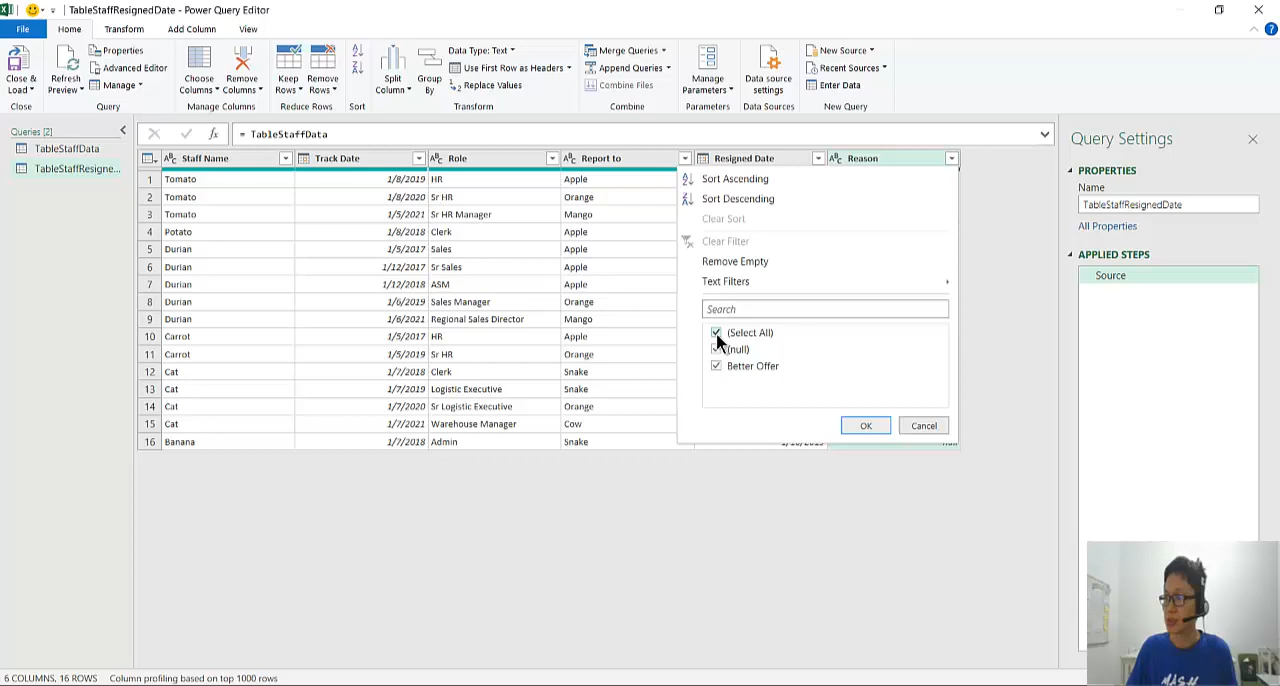 TableStaffResignedDate - Power Query Editor
File Home Transform Add Column View
Close & Load
Close
Refresh Preview
Properties
Advanced Editor
Manage
Query
Choose Columns
Remove Columns
Manage Columns
Keep Rows
Remove Rows
Reduce Rows
Sort
Split Column
Group By
Data Type: Text
Use First Row as Headers
Replace Values
Transform
Merge Queries
Append Queries
Combine Files
Combine
Manage Parameters
Parameters
Data source settings
Data Sources
New Source
Recent Sources
Enter Data
New Query
Queries [2]
TableStaffData
TableStaffResigne...
fx = TableStaffData
Staff Name Track Date Role Report to Resigned Date Reason
1 Tomato 1/8/2019 HR Apple
2 Tomato 1/8/2020 Sr HR Orange
3 Tomato 1/5/2021 Sr HR Manager Mango
4 Potato 1/8/2018 Clerk Apple
5 Durian 1/5/2017 Sales Apple
6 Durian 1/12/2017 Sr Sales Apple
7 Durian 1/12/2018 ASM Apple
8 Durian 1/6/2019 Sales Manager Orange
9 Durian 1/6/2021 Regional Sales Director Mango
10 Carrot 1/5/2017 HR Apple
11 Carrot 1/5/2019 Sr HR Orange
12 Cat 1/7/2018 Clerk Snake
13 Cat 1/7/2019 Logistic Executive Snake
14 Cat 1/7/2020 Sr Logistic Executive Orange
15 Cat 1/7/2021 Warehouse Manager Cow
16 Banana 1/7/2018 Admin Snake
Sort Ascending
Sort Descending
Clear Sort
Clear Filter
Remove Empty
Text Filters
Search
(Select All)
(null)
Better Offer
OK Cancel
Query Settings
PROPERTIES
Name
TableStaffResignedDate
All Properties
APPLIED STEPS
Source
6 COLUMNS, 16 ROWS Column profiling based on top 1000 rows